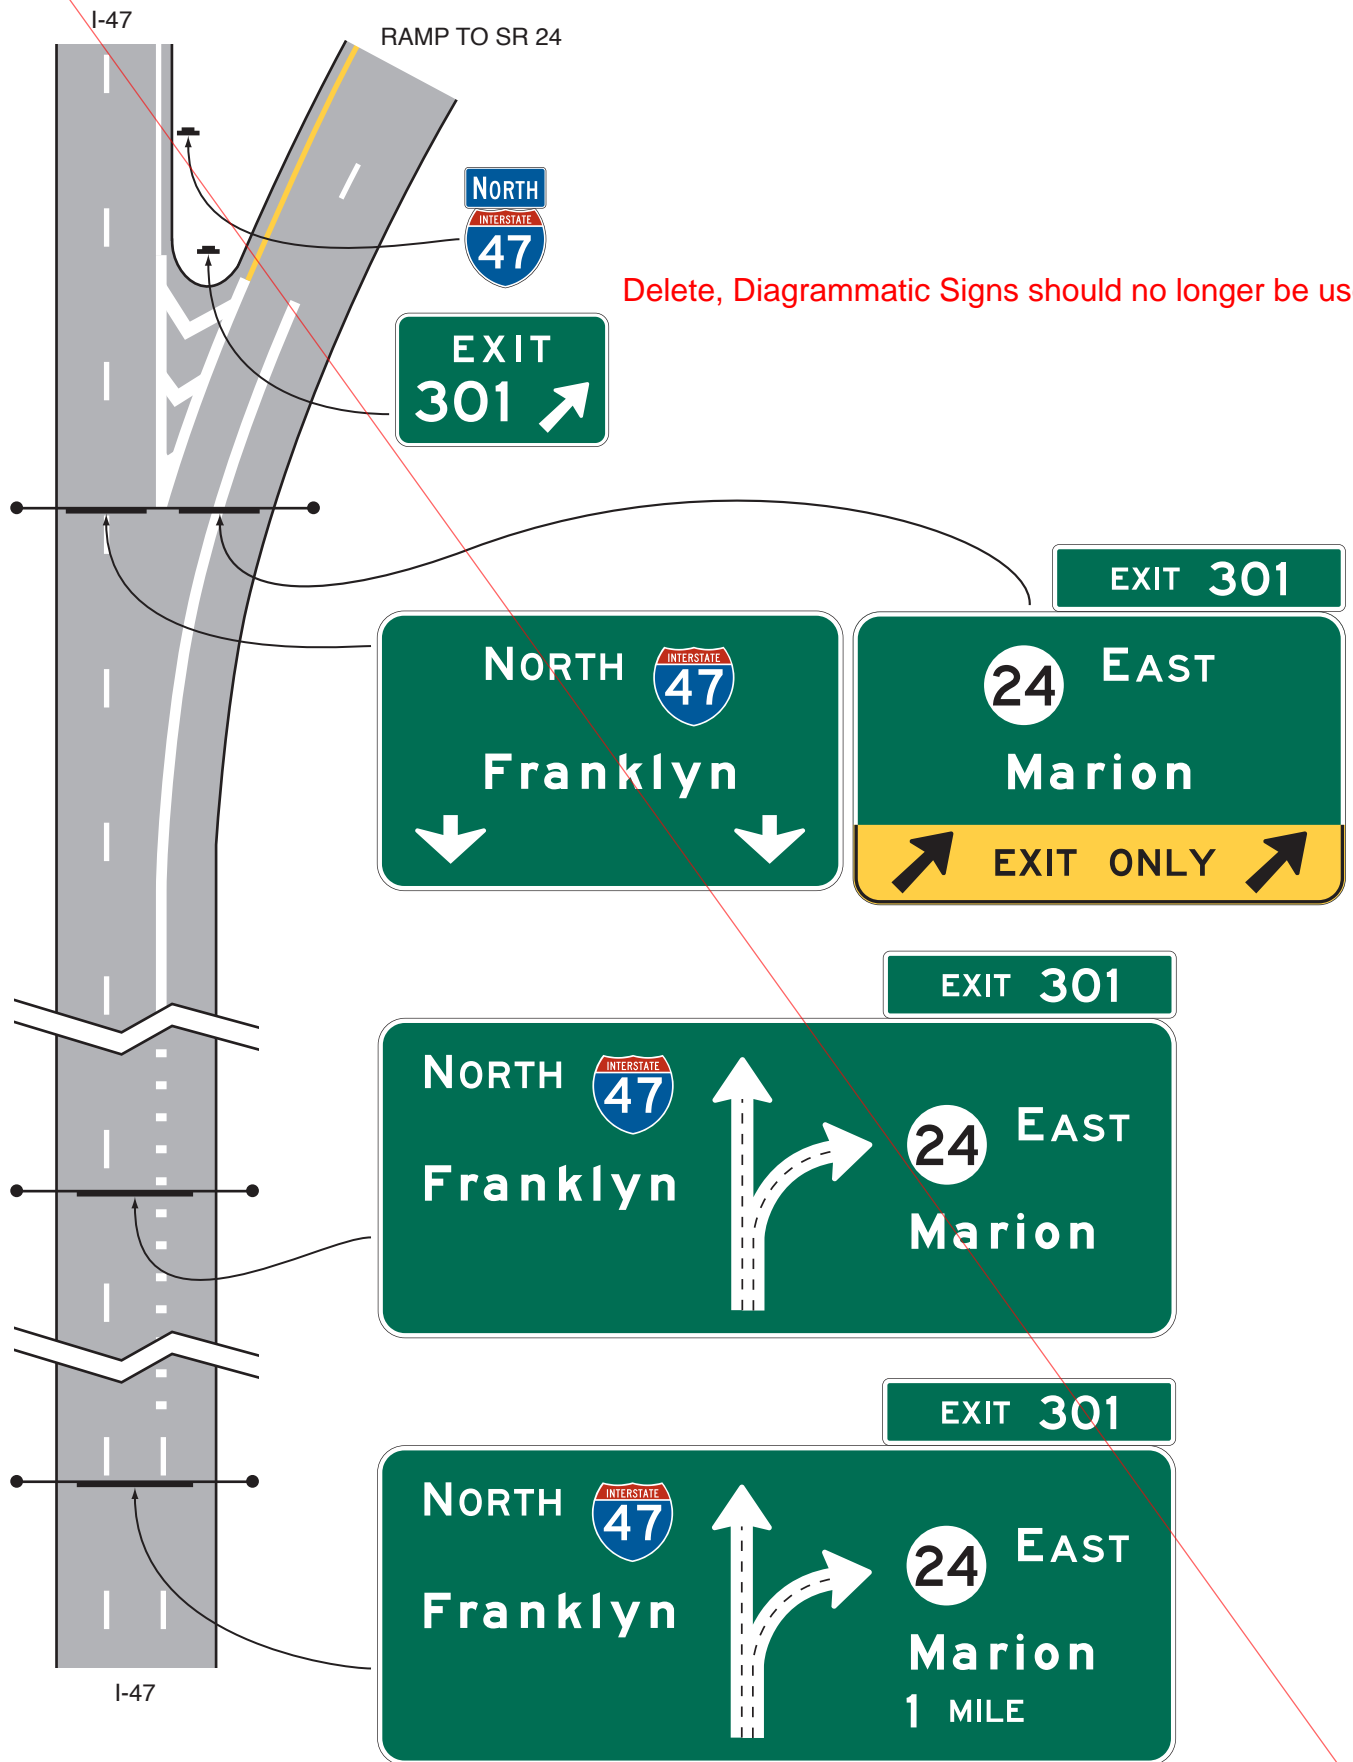 I-47
RAMP TO SR 24
NORTH
INTERSTATE
47
Delete, Diagrammatic Signs should no longer be us
EXIT
301
EXIT 301
NORTH
INTERSTATE
47
Franklyn
24 EAST
Marion
EXIT ONLY
EXIT 301
NORTH
INTERSTATE
47
Franklyn
24 EAST
Marion
EXIT 301
NORTH
INTERSTATE
47
Franklyn
24 EAST
Marion
1 MILE
I-47